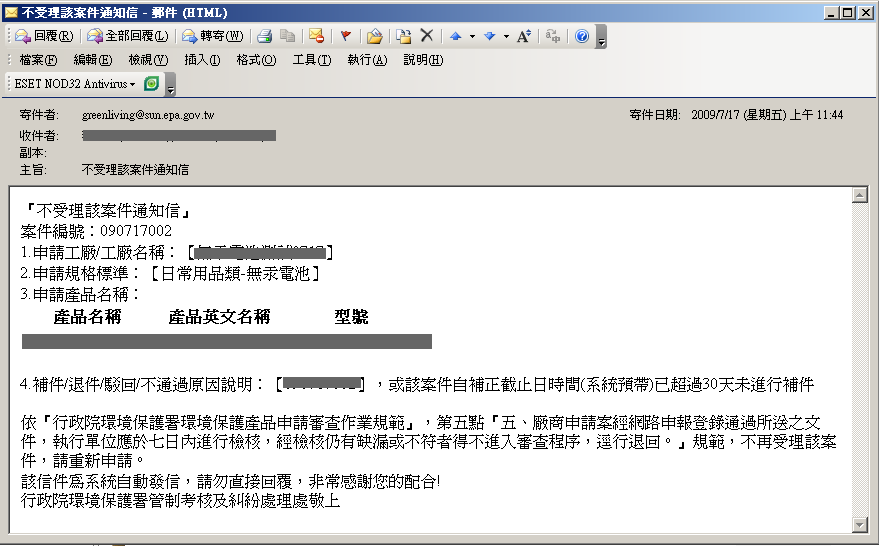 不受理該案件通知信 - 郵件 (HTML)
回覆(R) 全部回覆(L) 轉寄(W)
檔案(F) 編輯(E) 檢視(V) 插入(I) 格式(O) 工具(T) 執行(A) 說明(H)
ESET NOD32 Antivirus
寄件者: greenliving@sun.epa.gov.tw 寄件日期: 2009/7/17 (星期五) 上午 11:44
收件者:
副本:
主旨: 不受理該案件通知信
「不受理該案件通知信」
案件編號：090717002
1.申請工廠/工廠名稱：【】
2.申請規格標準：【日常用品類-無汞電池】
3.申請產品名稱：
產品名稱 產品英文名稱 型號
4.補件/退件/駁回/不通過原因說明：【】，或該案件自補正截止日時間(系統預帶)已超過30天未進行補件
依「行政院環境保護署環境保護產品申請審查作業規範」，第五點「五、廠商申請案經網路申報登錄通過所送之文
件，執行單位應於七日內進行檢核，經檢核仍有缺漏或不符者得不進入審查程序，逕行退回。」規範，不再受理該案
件，請重新申請。
該信件為系統自動發信，請勿直接回覆，非常感謝您的配合!
行政院環境保護署管制考核及糾紛處理處敬上